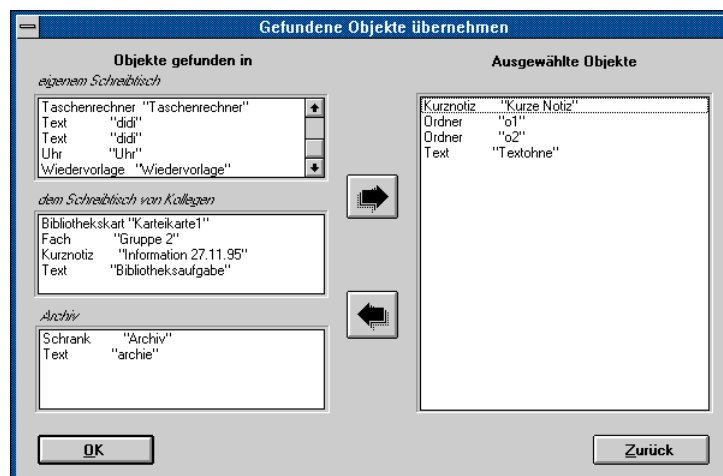 Gefundene Objekte übernehmen
Objekte gefunden in
eigenem Schreibtisch
Taschenrechner "Taschenrechner"
Text "didi"
Text "didi"
Uhr "Uhr"
Wiedervorlage "Wiedervorlage"
dem Schreibtisch von Kollegen
Bibliothekskart "Karteikarte1"
Fach "Gruppe 2"
Kurznotiz "Information 27.11.95"
Text "Bibliotheksaufgabe"
Archiv
Schrank "Archiv"
Text "archie"
Ausgewählte Objekte
Kurznotiz "Kurze Notiz"
Ordner "o1"
Ordner "o2"
Text "Textohne"
OK
Zurück